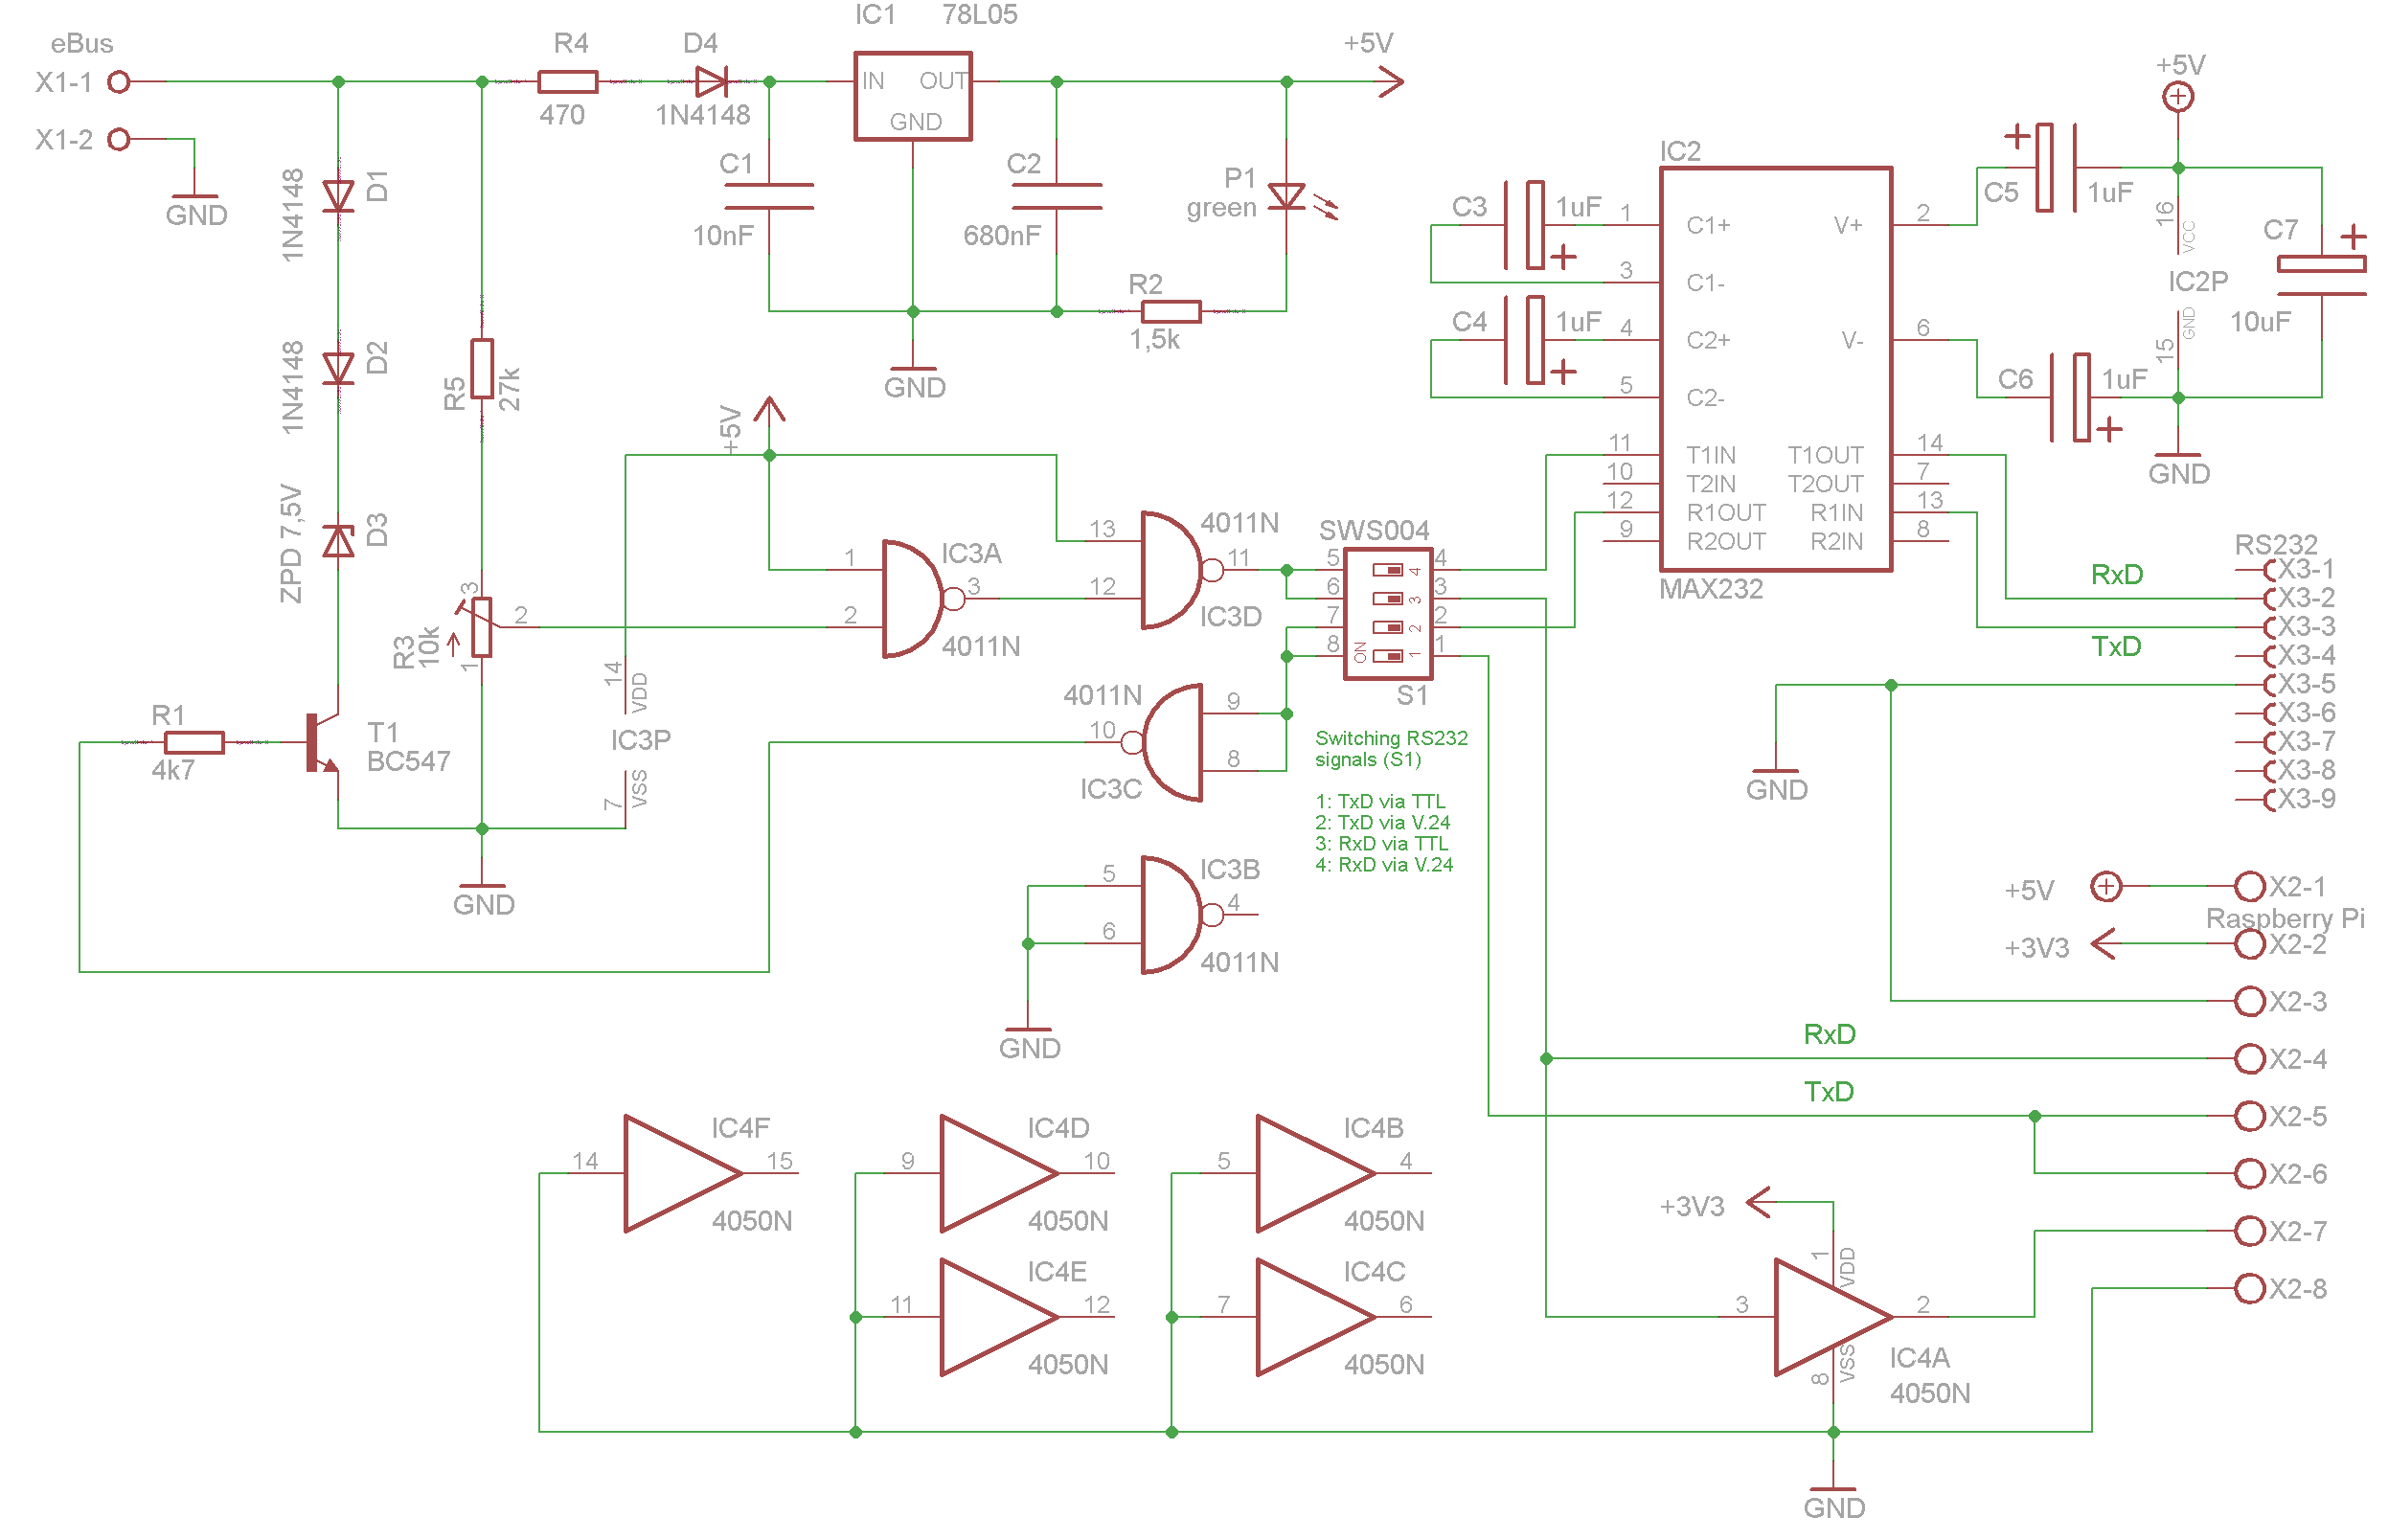 eBus
X1-1
X1-2
GND
R4
470
D4
1N4148
IC1 78L05
IN OUT
GND
+5V
C1
10nF
C2
680nF
P1
green
R2
1,5k
GND
1N4148
D1
1N4148
D2
ZPD 7,5V
D3
R5
27k
R3
10k
3
2
1
R1
4k7
T1
BC547
GND
+5V
14
VDD
IC3P
7
VSS
1
2
3
IC3A
4011N
13
12
11
4011N
IC3D
4011N
9
8
10
IC3C
5
6
4
IC3B
4011N
GND
SWS004
5 4 4
6 3 3
7 2 2
8 ON 1 1
S1
Switching RS232
signals (S1)
1: TxD via TTL
2: TxD via V.24
3: RxD via TTL
4: RxD via V.24
C3 1uF
C4 1uF
IC2
1 C1+ V+ 2
3 C1-
4 C2+ V- 6
5 C2-
11 T1IN T1OUT 14
10 T2IN T2OUT 7
12 R1OUT R1IN 13
9 R2OUT R2IN 8
MAX232
+5V
C5 1uF
16
VCC
IC2P
15
GND
C7
10uF
C6 1uF
GND
RS232
X3-1
RxD
X3-2
X3-3
TxD
X3-4
X3-5
X3-6
X3-7
X3-8
X3-9
GND
+5V
X2-1
Raspberry Pi
+3V3
X2-2
X2-3
RxD
X2-4
TxD
X2-5
X2-6
X2-7
X2-8
IC4F
14 15
4050N
IC4D
9 10
4050N
IC4B
5 4
4050N
IC4E
11 12
4050N
IC4C
7 6
4050N
+3V3
1
VDD
3 2
8
VSS
IC4A
4050N
GND